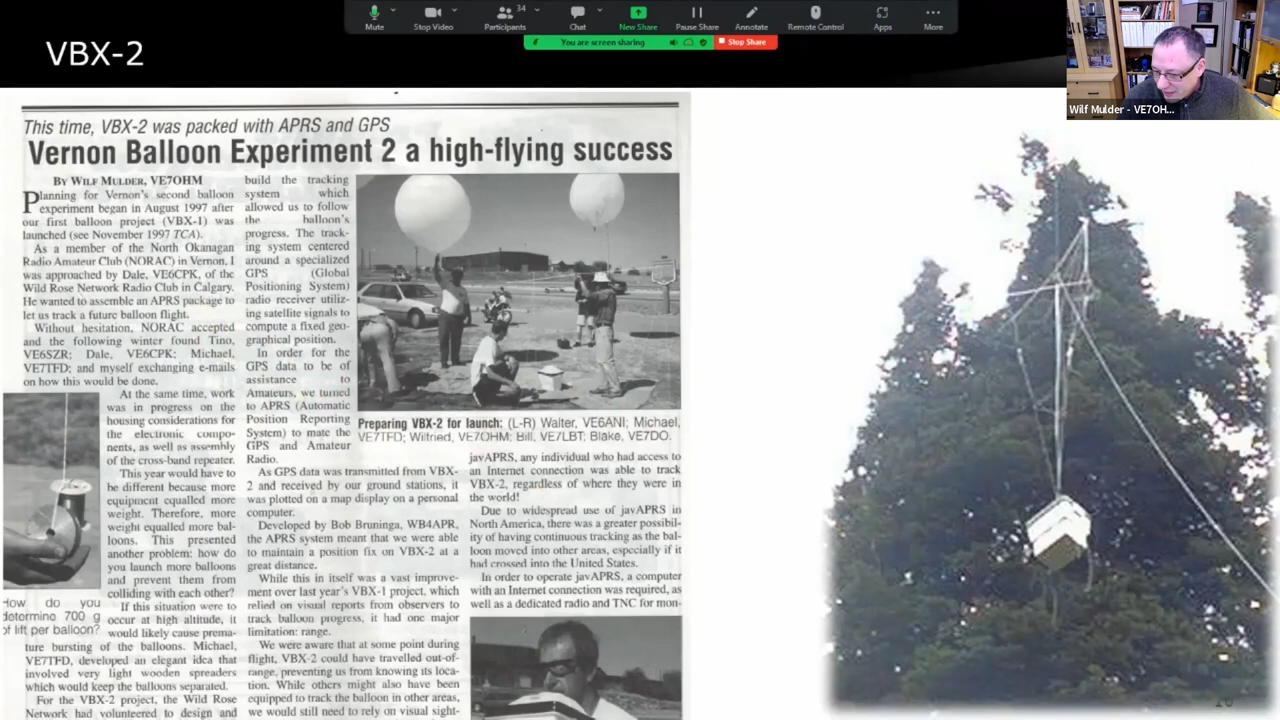 Mute
Stop Video
Participants
34
Chat
New Share
Pause Share
Annotate
Remote Control
Apps
More
You are screen sharing
Stop Share
VBX-2
Wilf Mulder - VE7OH...
This time, VBX-2 was packed with APRS and GPS
Vernon Balloon Experiment 2 a high-flying success
BY WILF MULDER, VE7OHM
Planning for Vernon's second balloon
experiment began in August 1997 after
our first balloon project (VBX-1) was
launched (see November 1997 TCA).
As a member of the North Okanagan
Radio Amateur Club (NORAC) in Vernon, I
was approached by Dale, VE6CPK, of the
Wild Rose Network Radio Club in Calgary.
He wanted to assemble an APRS package to
let us track a future balloon flight.
Without hesitation, NORAC accepted
and the following winter found Tino,
VE6SZR; Dale, VE6CPK; Michael,
VE7TFD; and myself exchanging e-mails
on how this would be done.
At the same time, work
was in progress on the
housing considerations for
the electronic compo-
nents, as well as assembly
of the cross-band repeater.
This year would have to
be different because more
equipment equalled more
weight. Therefore, more
weight equalled more bal-
loons. This presented
another problem: how do
you launch more balloons
and prevent them from
colliding with each other?
If this situation were to
occur at high altitude, it
would likely cause prema-
ture bursting of the balloons. Michael,
VE7TFD, developed an elegant idea that
involved very light wooden spreaders
which would keep the balloons separated.
For the VBX-2 project, the Wild Rose
Network had volunteered to design and
How do you
determine 700 g
of lift per balloon?
build the tracking
system which
allowed us to follow
the balloon's
progress. The track-
ing system centered
around a specialized
GPS (Global
Positioning System)
radio receiver utiliz-
ing satellite signals to
compute a fixed geo-
graphical position.
In order for the
GPS data to be of
assistance to
Amateurs, we turned
to APRS (Automatic
Position Reporting
System) to mate the
GPS and Amateur
Radio.
As GPS data was transmitted from VBX-
2 and received by our ground stations, it
was plotted on a map display on a personal
computer.
Developed by Bob Bruninga, WB4APR,
the APRS system meant that we were able
to maintain a position fix on VBX-2 at a
great distance.
While this in itself was a vast improve-
ment over last year's VBX-1 project, which
relied on visual reports from observers to
track balloon progress, it had one major
limitation: range.
We were aware that at some point during
flight, VBX-2 could have travelled out-of-
range, preventing us from knowing its loca-
tion. While others might also have been
equipped to track the balloon in other areas,
we would still need to rely on visual sight-
Preparing VBX-2 for launch: (L-R) Walter, VE6ANI; Michael,
VE7TFD; Wilfried, VE7OHM; Bill, VE7LBT; Blake, VE7DO.
javAPRS, any individual who had access to
an Internet connection was able to track
VBX-2, regardless of where they were in
the world!
Due to widespread use of javAPRS in
North America, there was a greater possibil-
ity of having continuous tracking as the bal-
loon moved into other areas, especially if it
had crossed into the United States.
In order to operate javAPRS, a computer
with an Internet connection was required, as
well as a dedicated radio and TNC for mon-